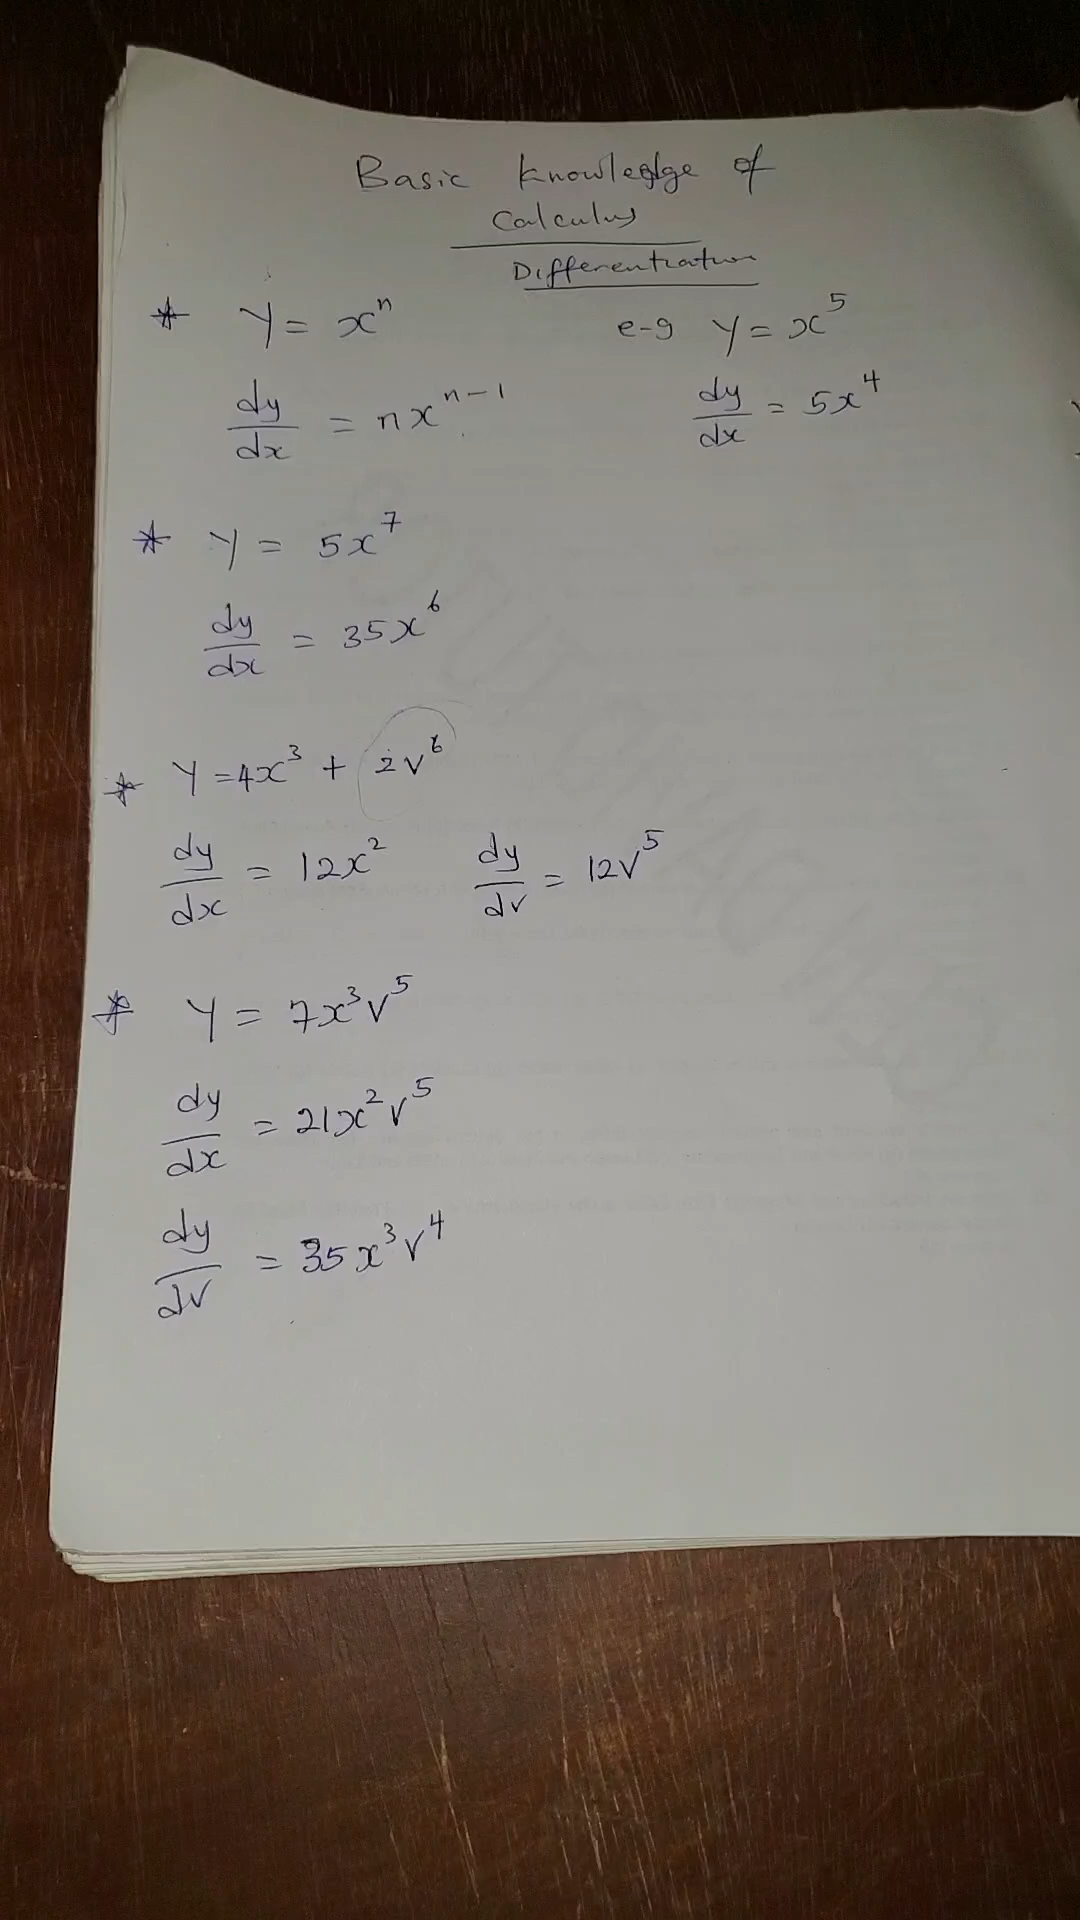 Basic Knowledge of
Calculus
Differentiation
* Y = x^n e-g Y = x^5
dy/dx = nx^{n-1} dy/dx = 5x^4
* Y = 5x^7
dy/dx = 35x^6
* Y = 4x^3 + 2v^6
dy/dx = 12x^2 dy/dv = 12v^5
* Y = 7x^3v^5
dy/dx = 21x^2v^5
dy/dv = 35x^3v^4